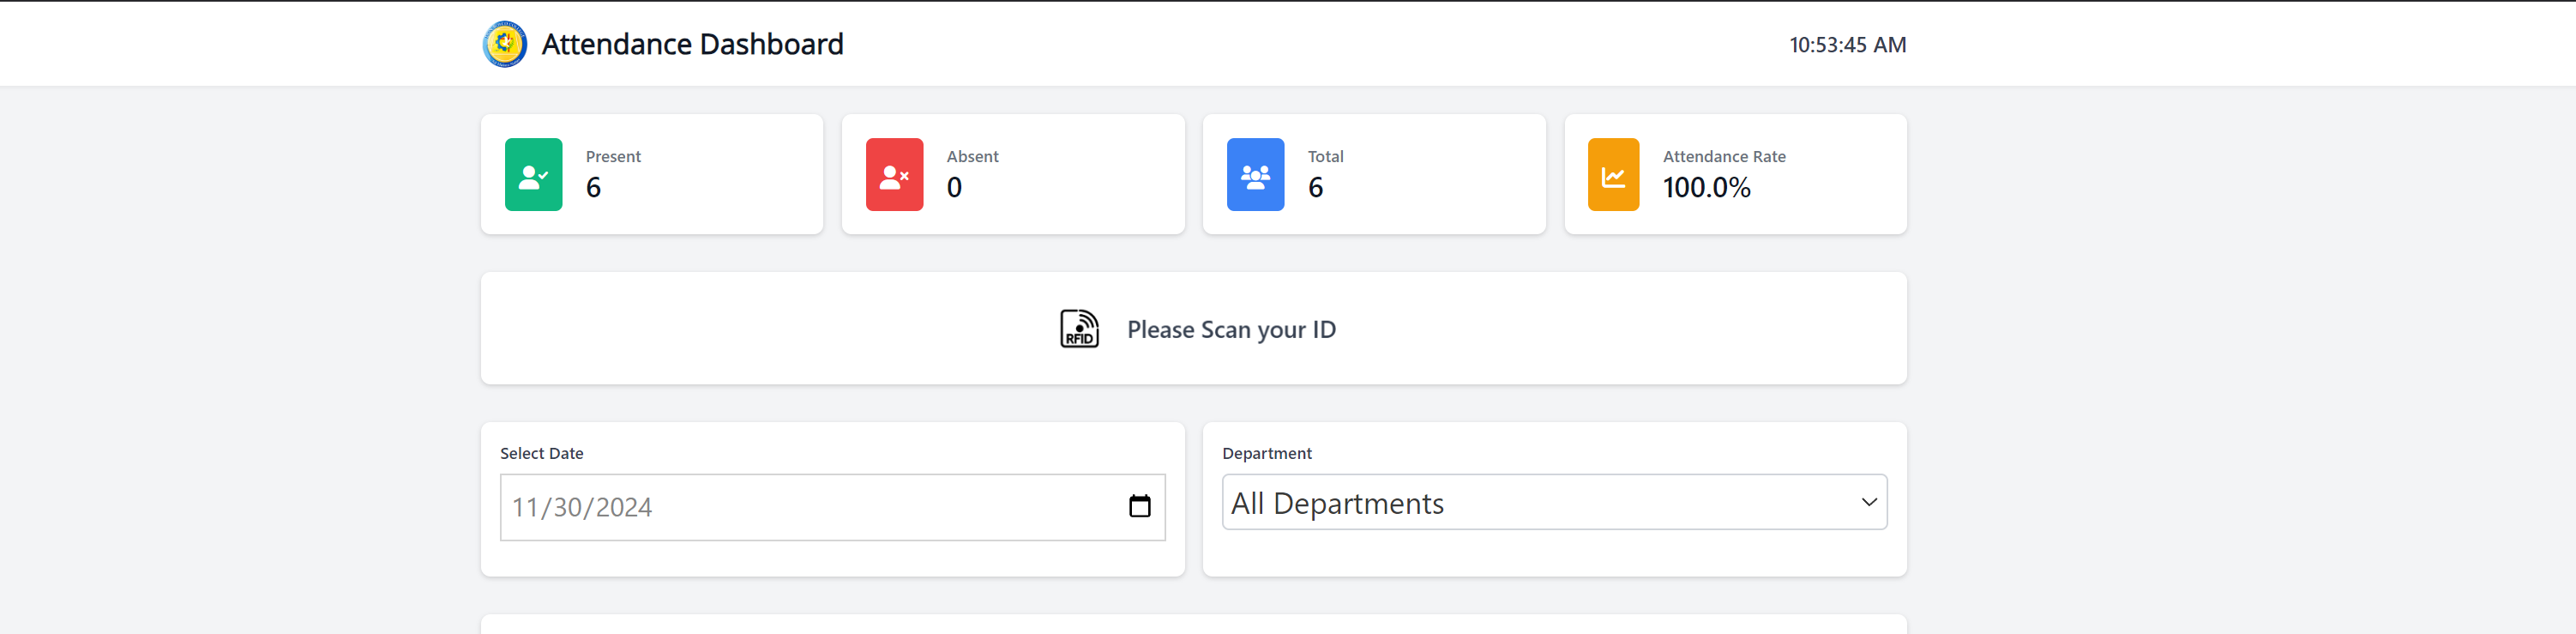 Attendance Dashboard
10:53:45 AM
Present
6
Absent
0
Total
6
Attendance Rate
100.0%
RFID
Please Scan your ID
Select Date
11/30/2024
Department
All Departments